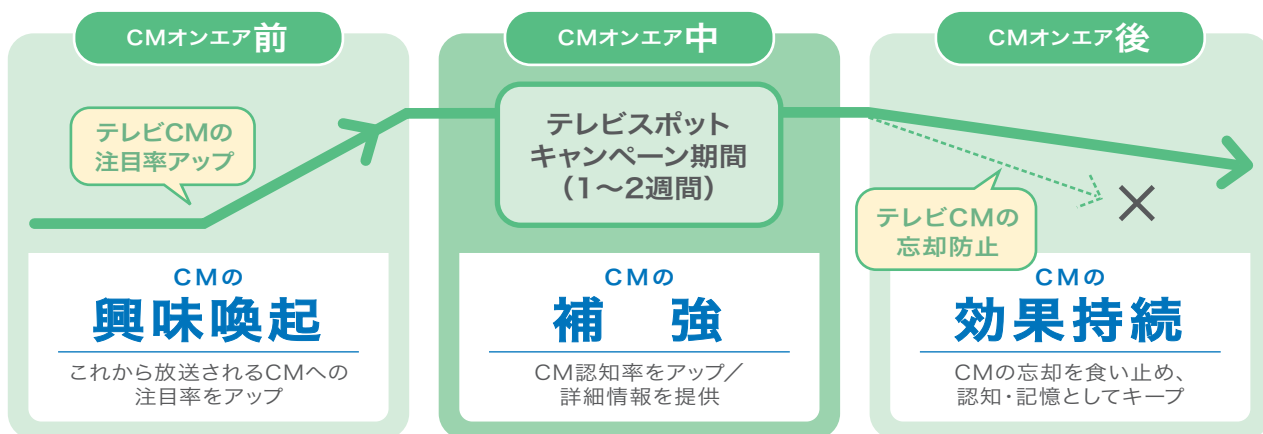 CMオンエア前
テレビCMの
注目率アップ
CMの
興味喚起
これから放送されるCMへの
注目率をアップ
CMオンエア中
テレビスポット
キャンペーン期間
（1〜2週間）
CMの
補　強
CM認知率をアップ／
詳細情報を提供
CMオンエア後
テレビCMの
忘却防止
CMの
効果持続
CMの忘却を食い止め、
認知・記憶としてキープ